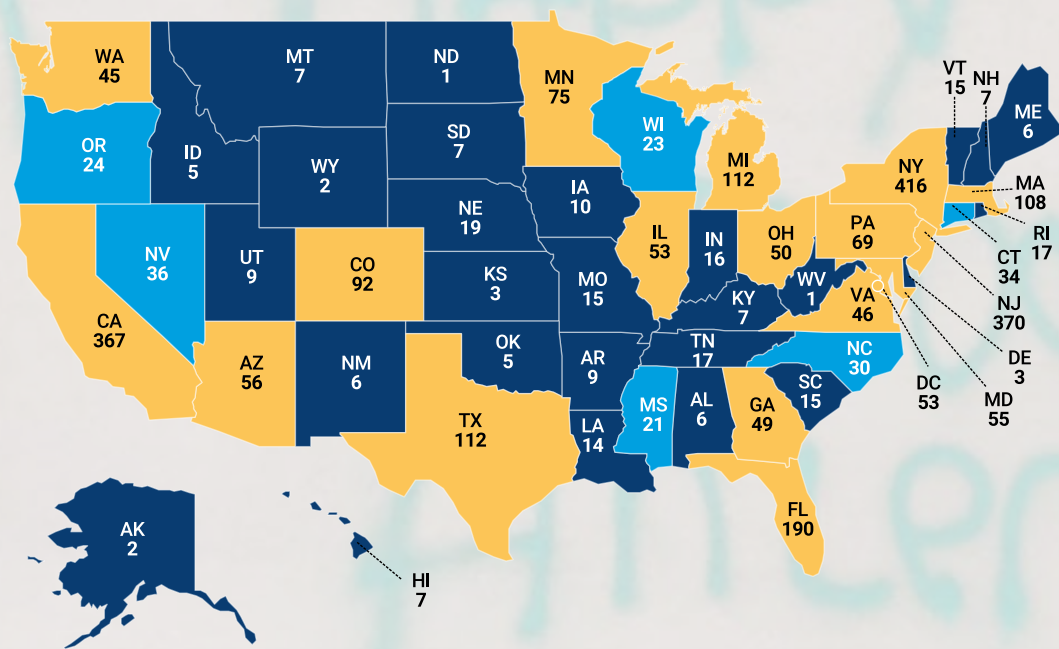 WA
45
MT
7
ND
1
MN
75
VT
15
NH
7
ME
6
OR
24
ID
5
WY
2
SD
7
WI
23
MI
112
NY
416
MA
108
RI
17
CT
34
NJ
370
DE
3
MD
55
DC
53
NV
36
UT
9
CO
92
NE
19
IA
10
IL
53
IN
16
OH
50
PA
69
CA
367
KS
3
MO
15
KY
7
WV
1
VA
46
AZ
56
NM
6
OK
5
AR
9
TN
17
NC
30
TX
112
LA
14
MS
21
AL
6
GA
49
SC
15
FL
190
AK
2
HI
7